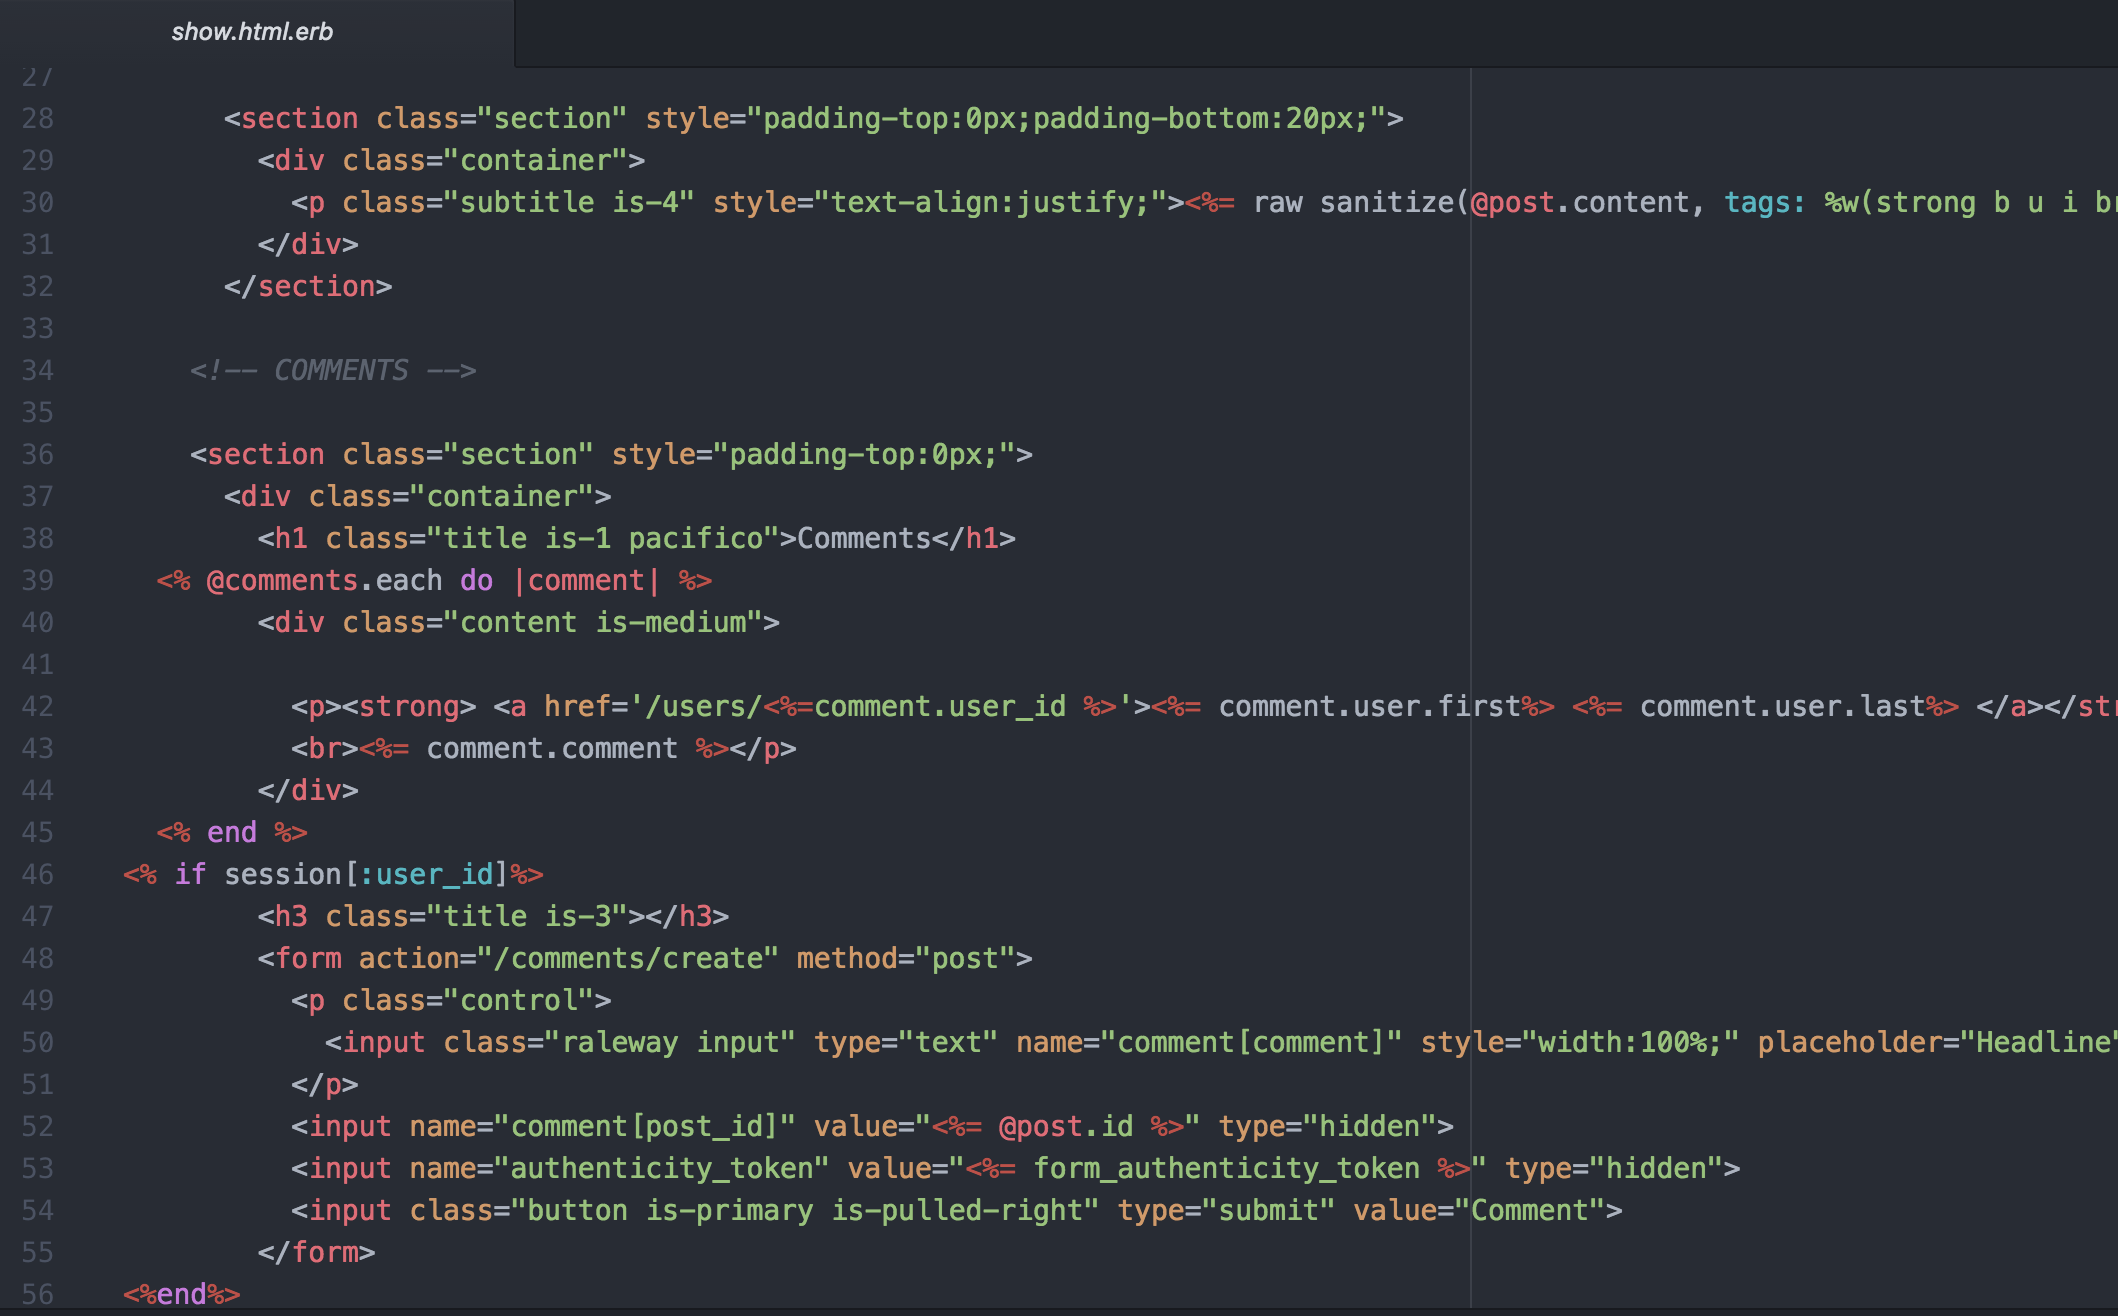 show.html.erb
27
28 <section class="section" style="padding-top:0px;padding-bottom:20px;">
29 <div class="container">
30 <p class="subtitle is-4" style="text-align:justify;"><%= raw sanitize(@post.content, tags: %w(strong b u i
31 </div>
32 </section>
33
34 <!-- COMMENTS -->
35
36 <section class="section" style="padding-top:0px;">
37 <div class="container">
38 <h1 class="title is-1 pacifico">Comments</h1>
39 <% @comments.each do |comment| %>
40 <div class="content is-medium">
41
42 <p><strong> <a href='/users/<%=comment.user_id %>'><%= comment.user.first%> <%= comment.user.last%> </a></str
43 <br><%= comment.comment %></p>
44 </div>
45 <% end %>
46 <% if session[:user_id]%>
47 <h3 class="title is-3"></h3>
48 <form action="/comments/create" method="post">
49 <p class="control">
50 <input class="raleway input" type="text" name="comment[comment]" style="width:100%;" placeholder="Headline"
51 </p>
52 <input name="comment[post_id]" value="<%= @post.id %>" type="hidden">
53 <input name="authenticity_token" value="<%= form_authenticity_token %>" type="hidden">
54 <input class="button is-primary is-pulled-right" type="submit" value="Comment">
55 </form>
56 <%end%>